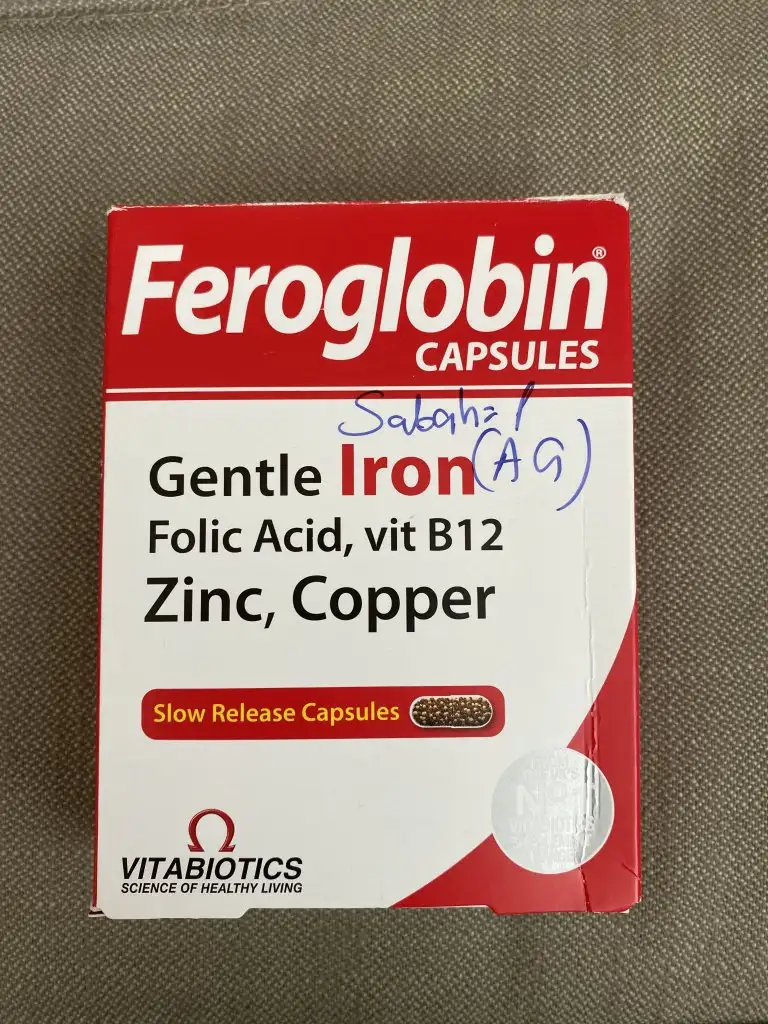 Feroglobin®
CAPSULES
Sabah=1
(AG)
Gentle Iron
Folic Acid, vit B12
Zinc, Copper
Slow Release Capsules
VITABIOTICS
SCIENCE OF HEALTHY LIVING